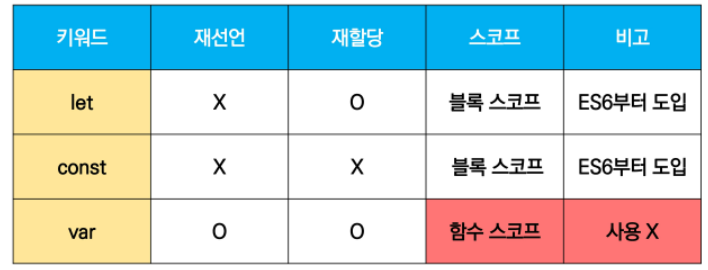 키워드 재선언 재할당 스코프 비고
let X O 블록 스코프 ES6부터 도입
const X X 블록 스코프 ES6부터 도입
var O O 함수 스코프 사용 X